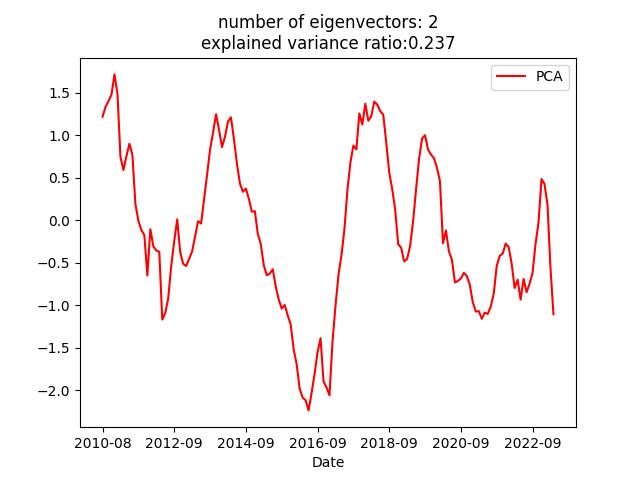 number of eigenvectors: 2
explained variance ratio:0.237
PCA
1.5
1.0
0.5
0.0
−0.5
−1.0
−1.5
−2.0
2010-08 2012-09 2014-09 2016-09 2018-09 2020-09 2022-09
Date